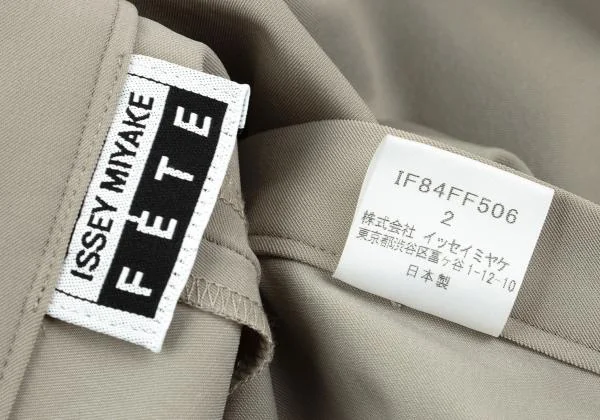 ISSEY MIYAKE
FÊTE
IF84FF506
2
株式会社 イッセイミヤケ
東京都渋谷区富ヶ谷1-12-10
日本製